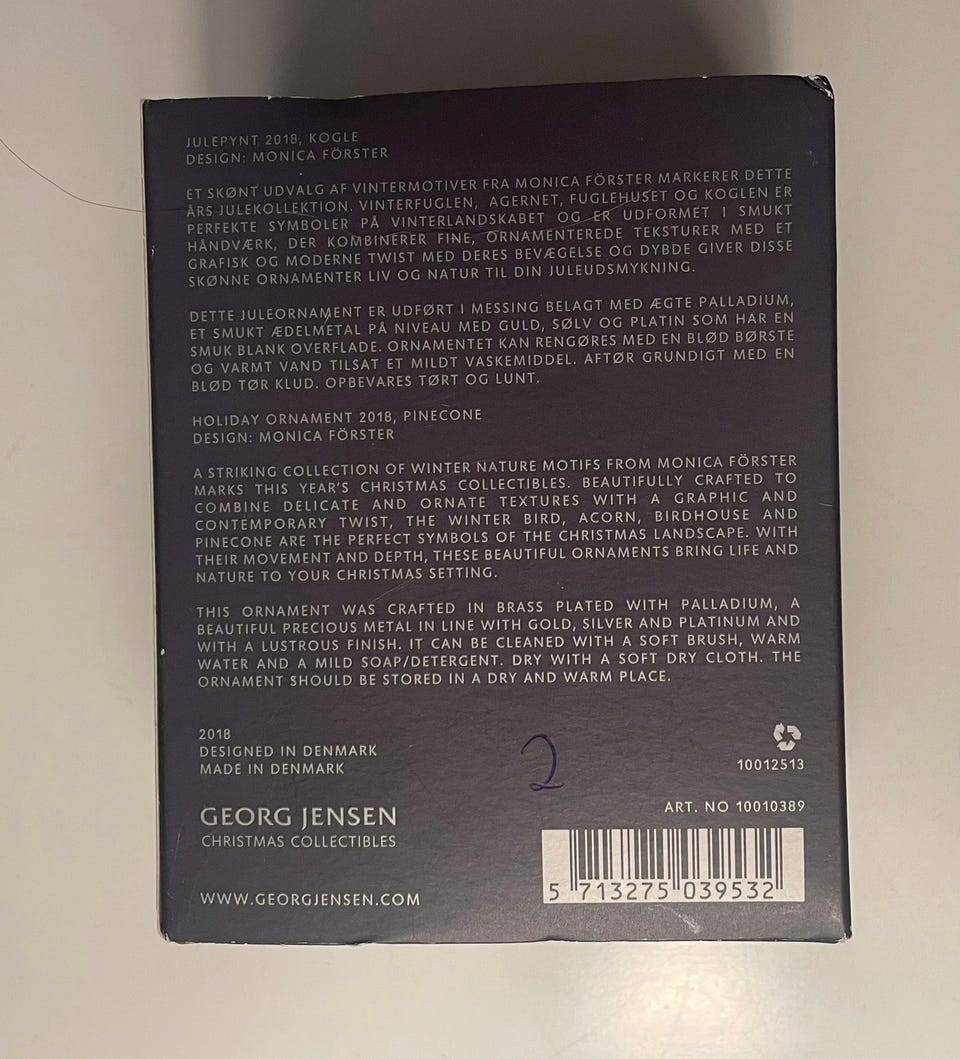 JULEPYNT 2018, KOGLE
DESIGN: MONICA FÖRSTER
ET SKØNT UDVALG AF VINTERMOTIVER FRA MONICA FÖRSTER MARKERER DETTE
ÅRS JULEKOLLEKTION. VINTERFUGLEN, AGERNET, FUGLEHUSET OG KOGLEN ER
PERFEKTE SYMBOLER PÅ VINTERLANDSKABET OG ER UDFORMET I SMUKT
HÅNDVÆRK, DER KOMBINERER FINE, ORNAMENTEREDE TEKSTURER MED ET
GRAFISK OG MODERNE TWIST MED DERES BEVÆGELSE OG DYBDE GIVER DISSE
SKØNNE ORNAMENTER LIV OG NATUR TIL DIN JULEUDSMYKNING.
DETTE JULEORNAMENT ER UDFØRT I MESSING BELAGT MED ÆGTE PALLADIUM,
ET SMUKT ÆDELMETAL PÅ NIVEAU MED GULD, SØLV OG PLATIN SOM HAR EN
SMUK BLANK OVERFLADE. ORNAMENTET KAN RENGØRES MED EN BLØD BØRSTE
OG VARMT VAND TILSAT ET MILDT VASKEMIDDEL. AFTØR GRUNDIGT MED EN
BLØD TØR KLUD. OPBEVARES TØRT OG LUNT.
HOLIDAY ORNAMENT 2018, PINECONE
DESIGN: MONICA FÖRSTER
A STRIKING COLLECTION OF WINTER NATURE MOTIFS FROM MONICA FÖRSTER
MARKS THIS YEAR'S CHRISTMAS COLLECTIBLES. BEAUTIFULLY CRAFTED TO
COMBINE DELICATE AND ORNATE TEXTURES WITH A GRAPHIC AND
CONTEMPORARY TWIST, THE WINTER BIRD, ACORN, BIRDHOUSE AND
PINECONE ARE THE PERFECT SYMBOLS OF THE CHRISTMAS LANDSCAPE. WITH
THEIR MOVEMENT AND DEPTH, THESE BEAUTIFUL ORNAMENTS BRING LIFE AND
NATURE TO YOUR CHRISTMAS SETTING.
THIS ORNAMENT WAS CRAFTED IN BRASS PLATED WITH PALLADIUM, A
BEAUTIFUL PRECIOUS METAL IN LINE WITH GOLD, SILVER AND PLATINUM AND
WITH A LUSTROUS FINISH. IT CAN BE CLEANED WITH A SOFT BRUSH, WARM
WATER AND A MILD SOAP/DETERGENT. DRY WITH A SOFT DRY CLOTH. THE
ORNAMENT SHOULD BE STORED IN A DRY AND WARM PLACE.
2018
DESIGNED IN DENMARK
MADE IN DENMARK
GEORG JENSEN
CHRISTMAS COLLECTIBLES
WWW.GEORGJENSEN.COM
2
10012513
ART. NO 10010389
5 713275 039532